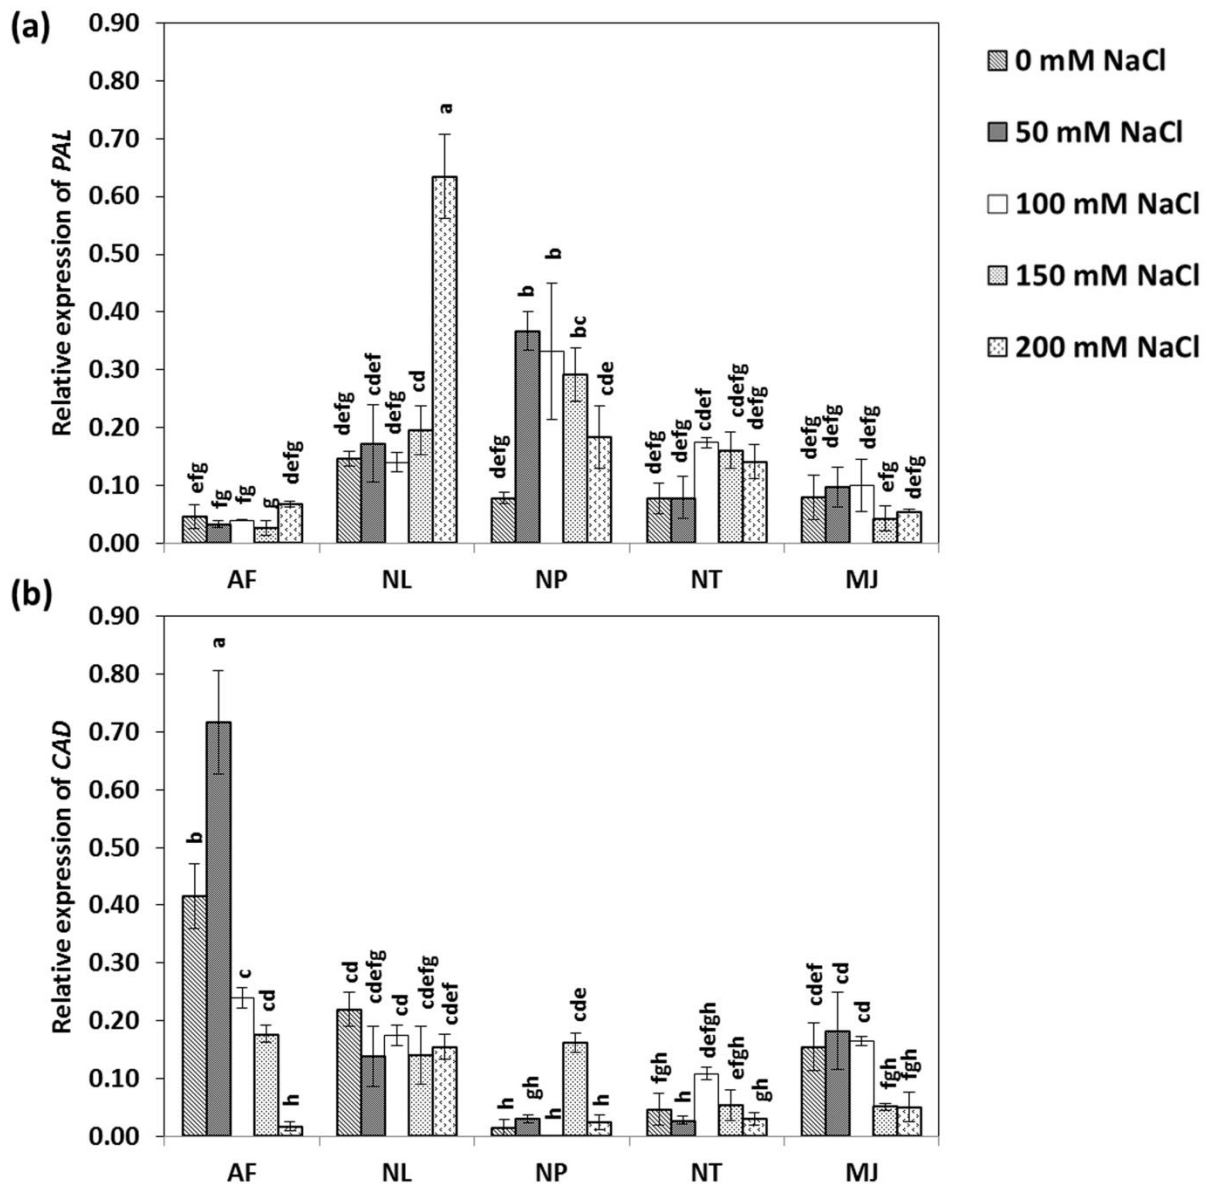 (a)
Relative expression of PAL
0.90
0.80
0.70
0.60
0.50
0.40
0.30
0.20
0.10
0.00
efg
fg
fg
g
defg
defg
cdef
defg
cd
a
defg
b
b
bc
cde
defg
defg
cdef
cdefg
defg
defg
defg
defg
efg
defg
AF NL NP NT MJ
0 mM NaCl
50 mM NaCl
100 mM NaCl
150 mM NaCl
200 mM NaCl
(b)
Relative expression of CAD
0.90
0.80
0.70
0.60
0.50
0.40
0.30
0.20
0.10
0.00
b
a
c
cd
h
cd
cdefg
cd
cdefg
cdef
h
gh
h
cde
h
fgh
h
defgh
efgh
gh
cdef
cd
cd
fgh
fgh
AF NL NP NT MJ